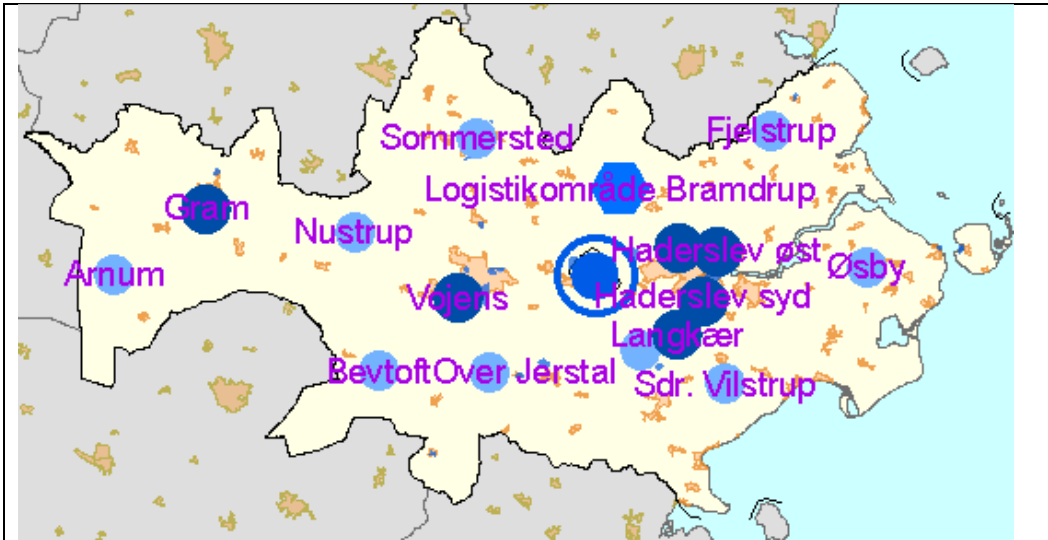 Sommersted
Fjelstrup
Logistikområde Bramdrup
Gram
Nustrup
Haderslev øst
Arnum
Øsby
Vojens
Haderslev syd
Langkær
Bevtoft
Over Jerstal
Sdr. Vilstrup